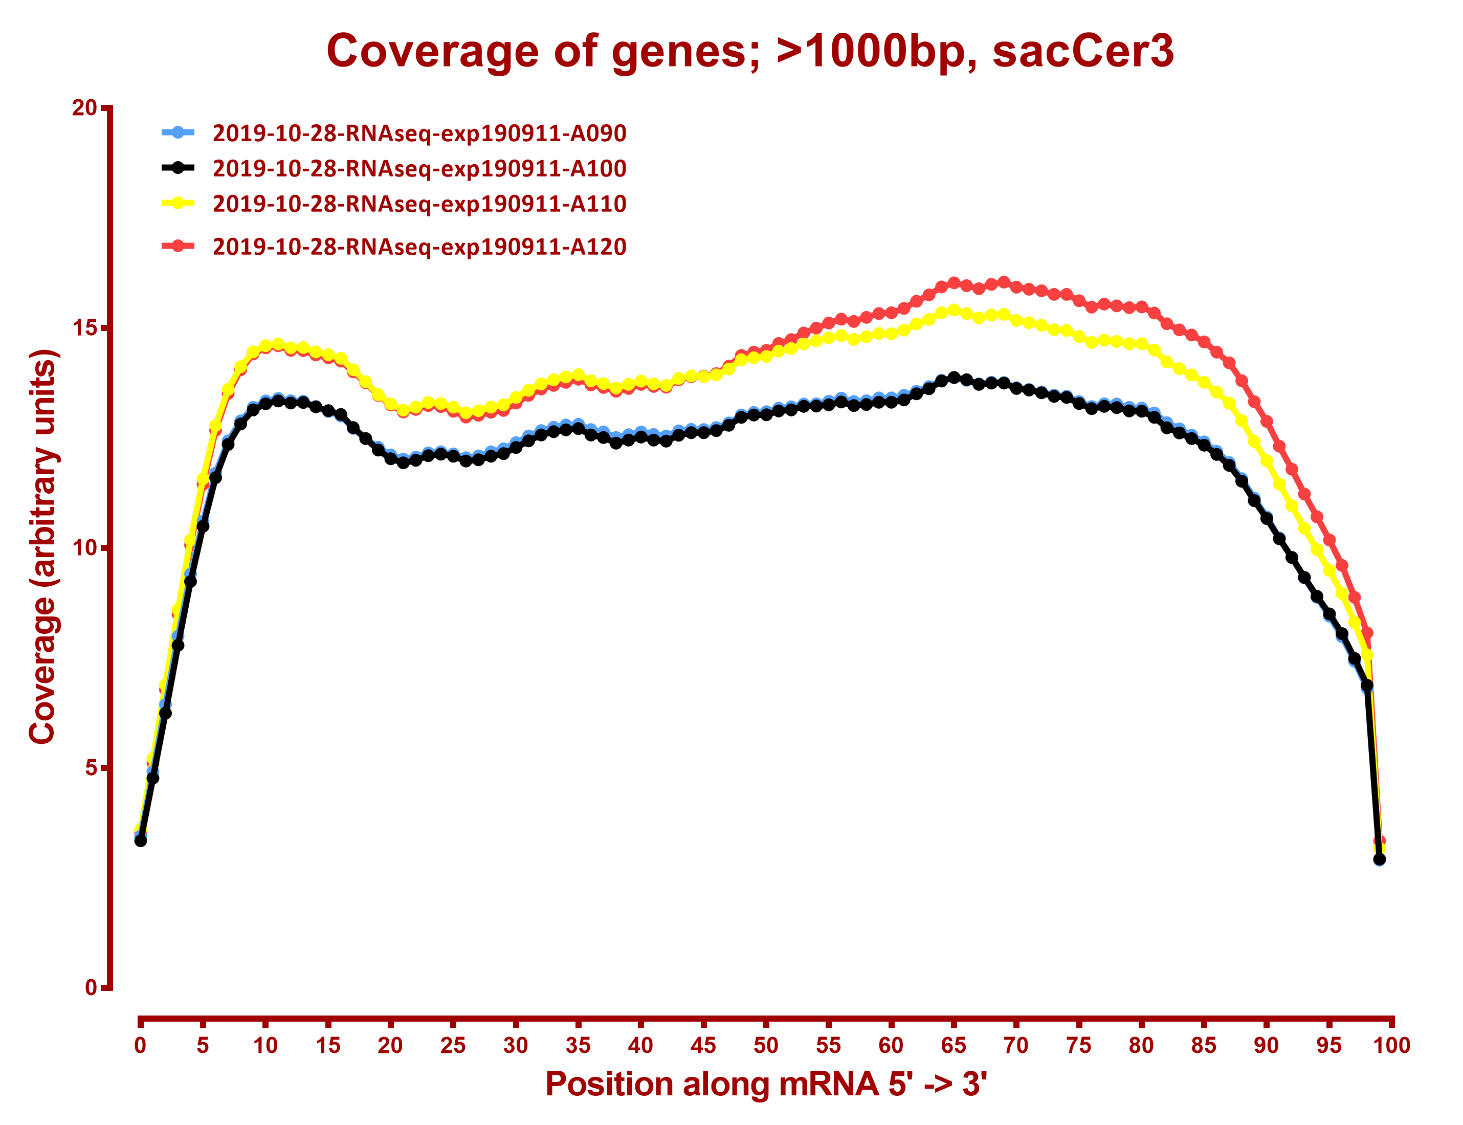 Coverage of genes; >1000bp, sacCer3
20
2019-10-28-RNAseq-exp190911-A090
2019-10-28-RNAseq-exp190911-A100
2019-10-28-RNAseq-exp190911-A110
2019-10-28-RNAseq-exp190911-A120
15
Coverage (arbitrary units)
10
5
0
0 5 10 15 20 25 30 35 40 45 50 55 60 65 70 75 80 85 90 95 100
Position along mRNA 5' -> 3'